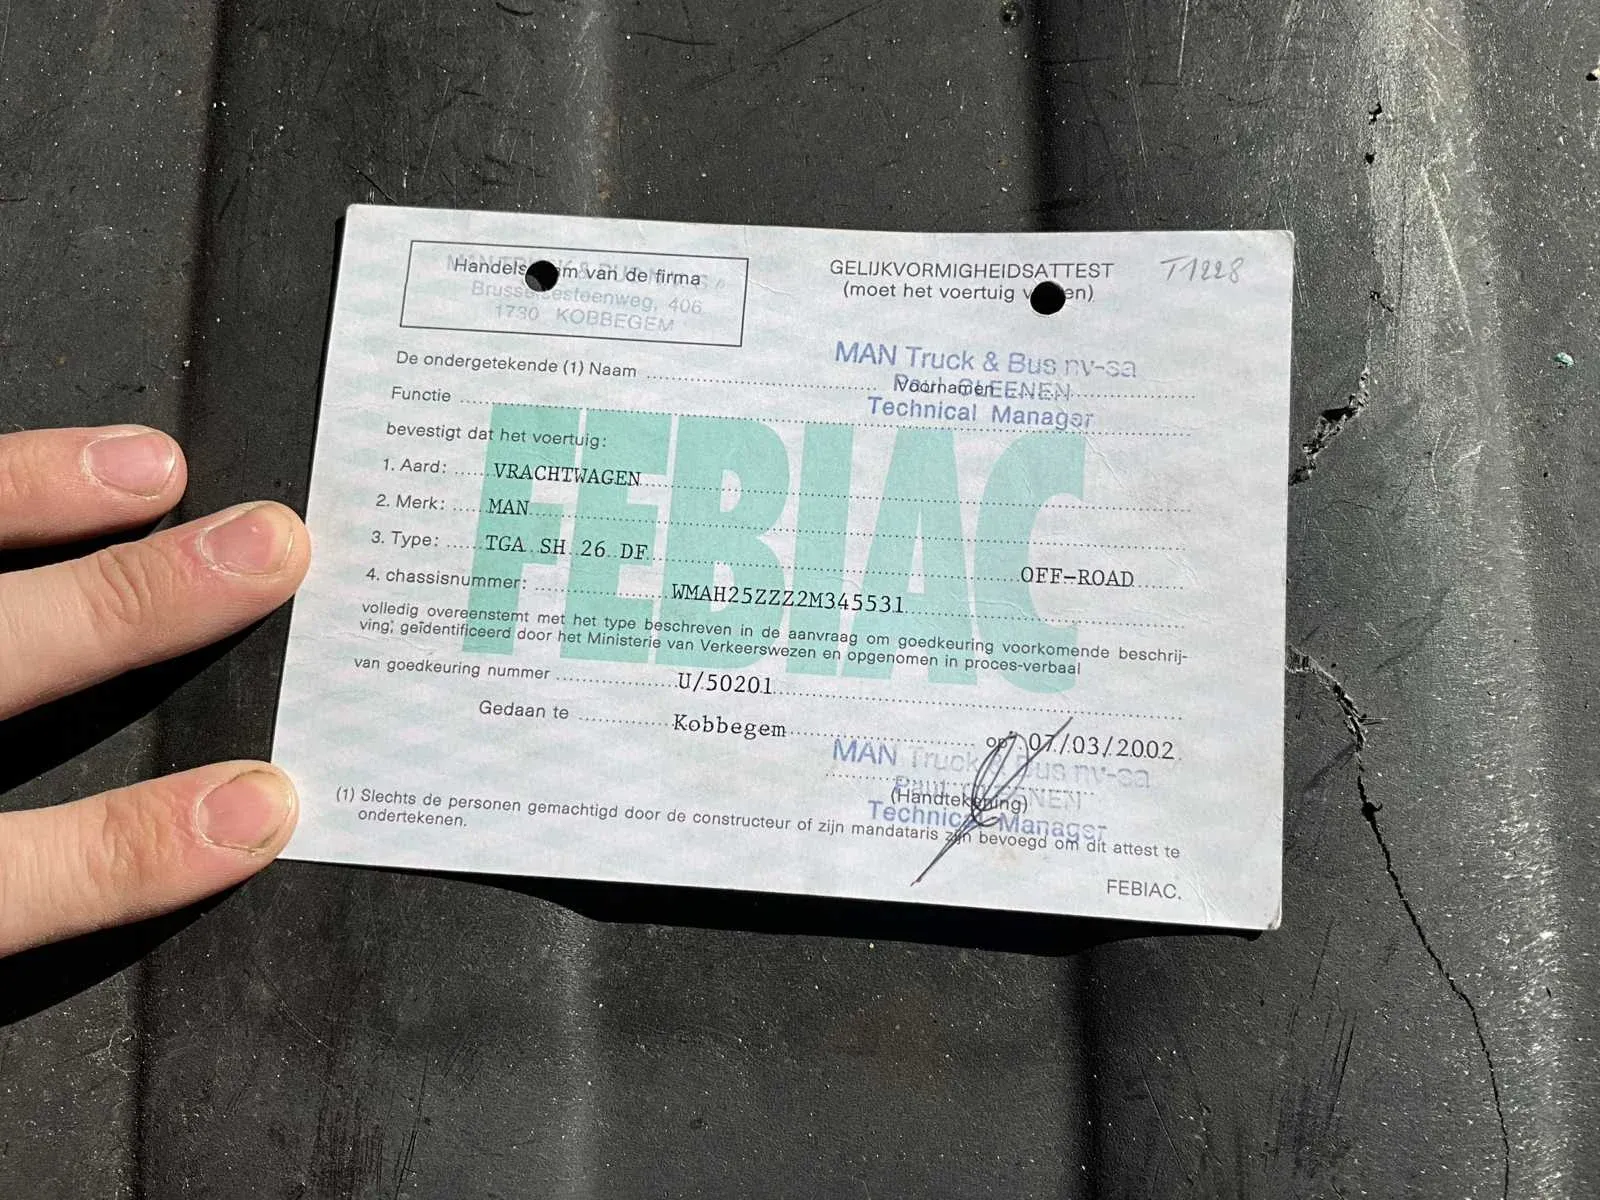 Handelsnaam van de firma
MAN TRUCK & BUS
Brusselsesteenweg, 406
1730 KOBBEGEM
GELIJKVORMIGHEIDSATTEST
(moet het voertuig
T1228
MAN Truck & Bus nv-sa
De ondergetekende (1) Naam
Voornamen
Technical Manager
Functie
FEBIAC
bevestigt dat het voertuig:
1. Aard: VRACHTWAGEN
2. Merk: MAN
3. Type: TGA SH 26 DF OFF-ROAD
4. chassisnummer: WMAH25ZZZ2M345531
volledig overeenstemt met het type beschreven in de aanvraag om goedkeuring voorkomende beschrij-
ving; geïdentificeerd door het Ministerie van Verkeerswezen en opgenomen in proces-verbaal
van goedkeuring nummer U/50201
Gedaan te Kobbegem op 07/03/2002
MAN Truck & Bus nv-sa
(Handtekening)
Technical Manager
(1) Slechts de personen gemachtigd door de constructeur of zijn mandataris zijn bevoegd om dit attest te
ondertekenen.
FEBIAC.